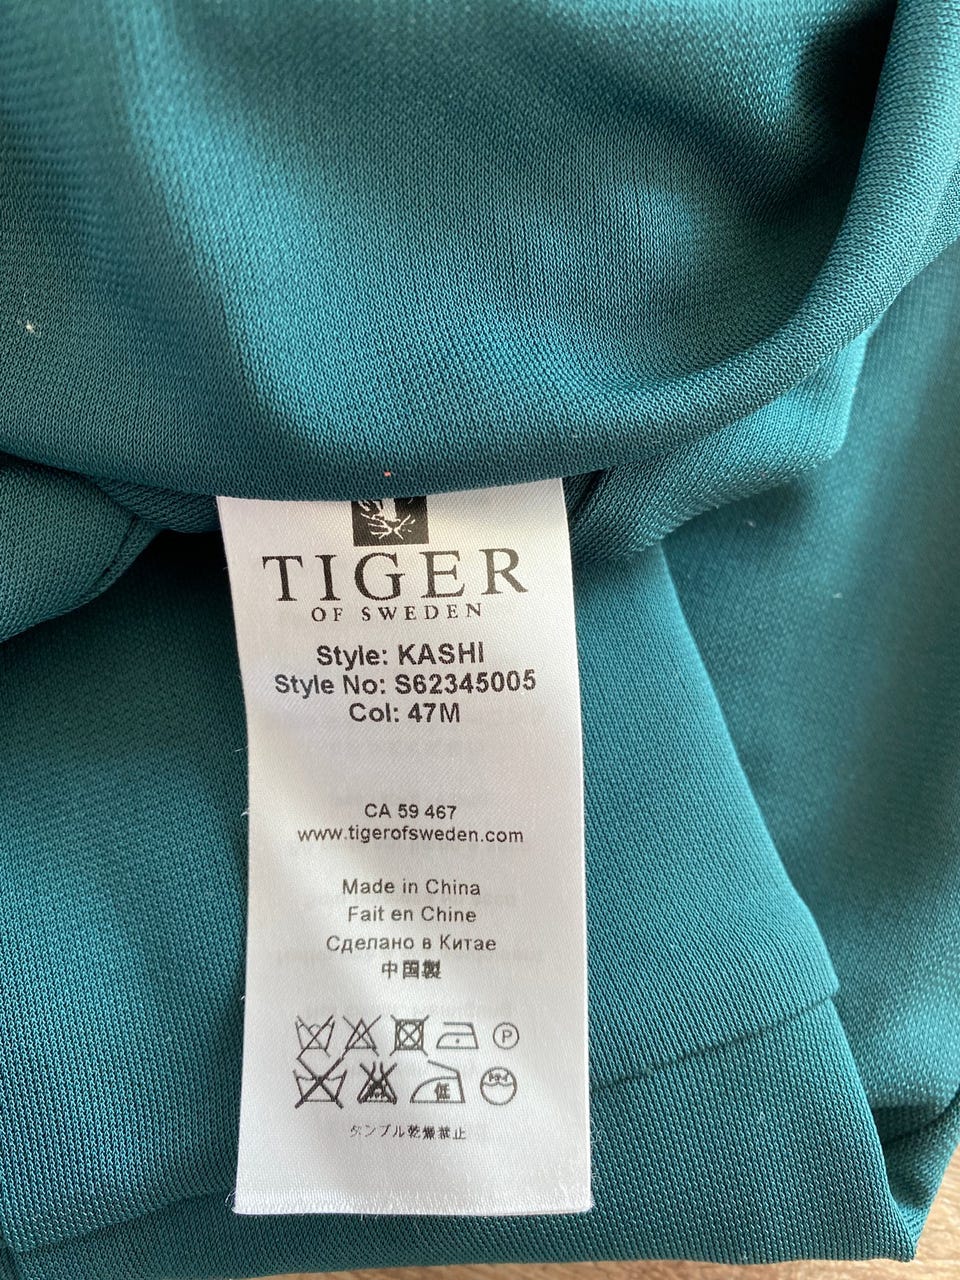 TIGER
OF SWEDEN
Style: KASHI
Style No: S62345005
Col: 47M
CA 59 467
www.tigerofsweden.com
Made in China
Fait en Chine
Сделано в Китае
中国製
P
低
タンブル乾燥禁止